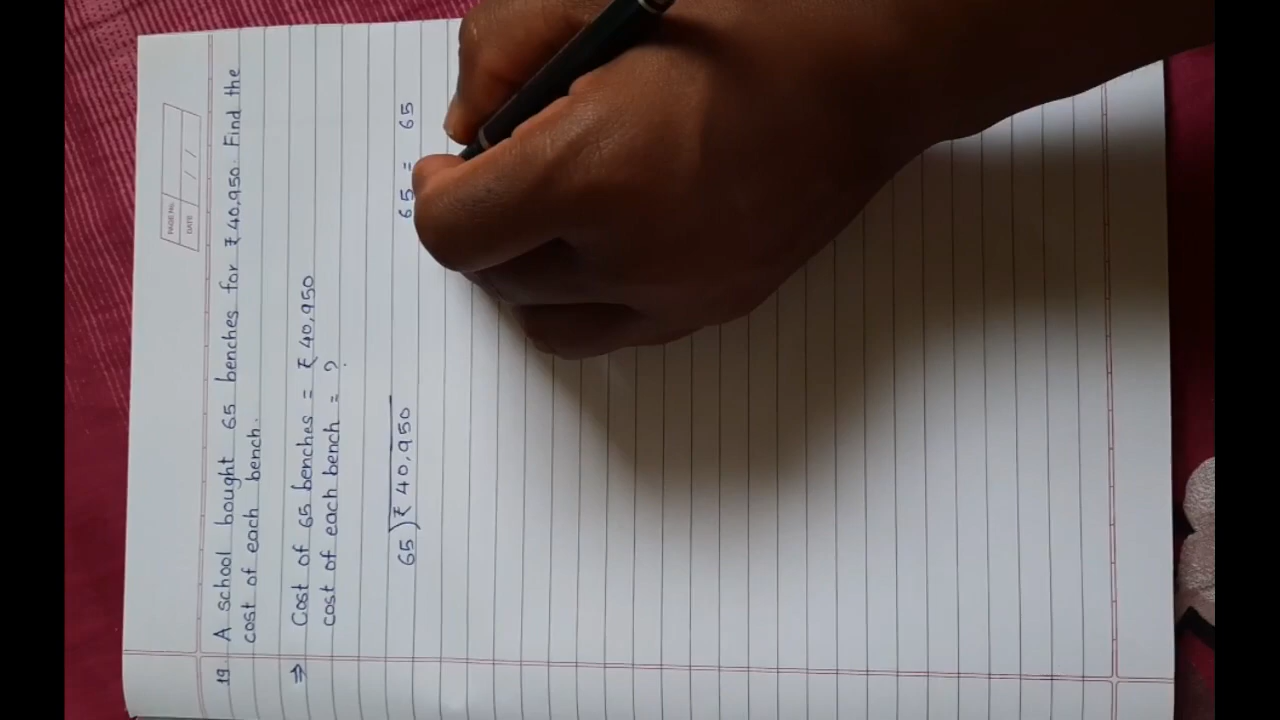 PAGE No.
DATE / /
19 A school bought 65 benches for ₹ 40,950. Find the
cost of each bench.
⇒ Cost of 65 benches = ₹ 40,950
cost of each bench = ?
65 ) ₹ 40,950 65 = 65